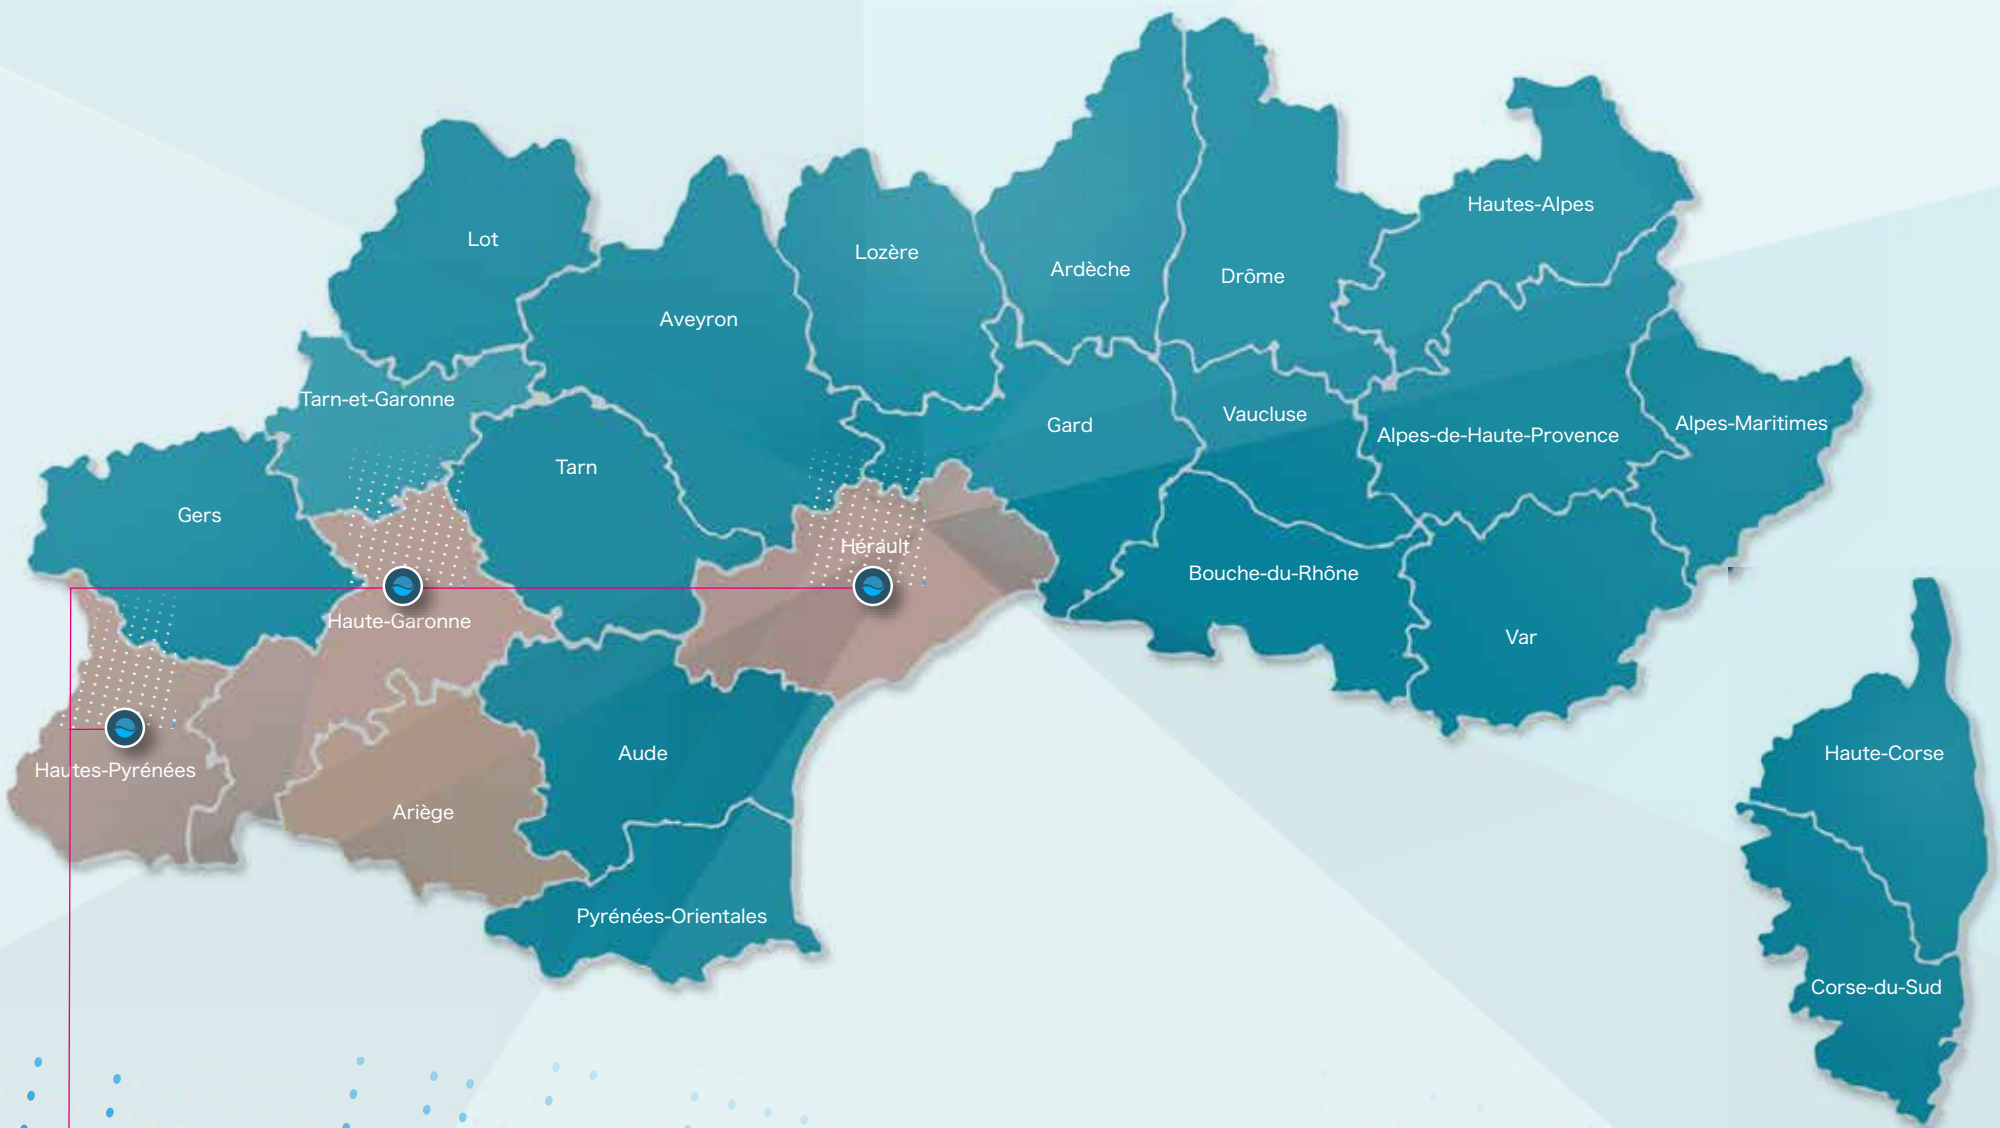 Hautes-Alpes
Lot
Lozère
Ardèche
Drôme
Aveyron
Tarn-et-Garonne
Vaucluse
Gard
Alpes-Maritimes
Alpes-de-Haute-Provence
Tarn
Gers
Hérault
Bouche-du-Rhône
Haute-Garonne
Var
Aude
Haute-Corse
Hautes-Pyrénées
Ariège
Pyrénées-Orientales
Corse-du-Sud